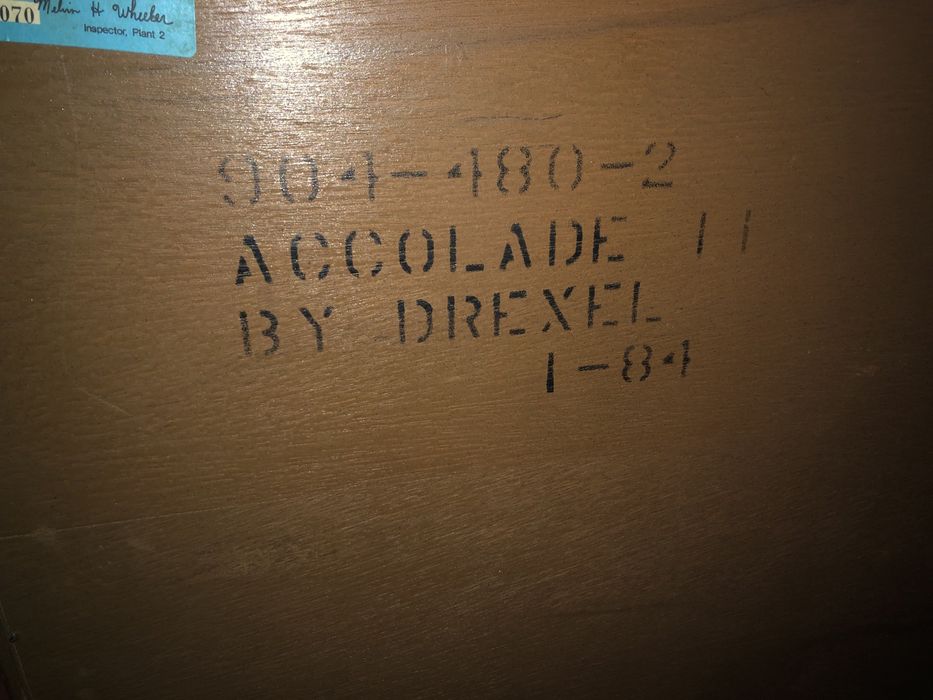 070 Melvin H Wheeler
Inspector, Plant 2
904-480-2
ACCOLADE II
BY DREXEL
1-84